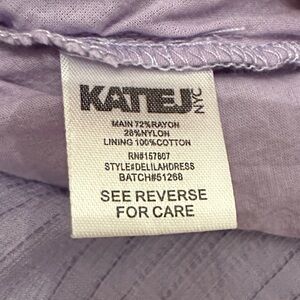 KATIEJ NYC
MAIN 72%RAYON
28%NYLON
LINING 100%COTTON
RN#157807
STYLE#DELILAHDRESS
BATCH#51268
SEE REVERSE
FOR CARE